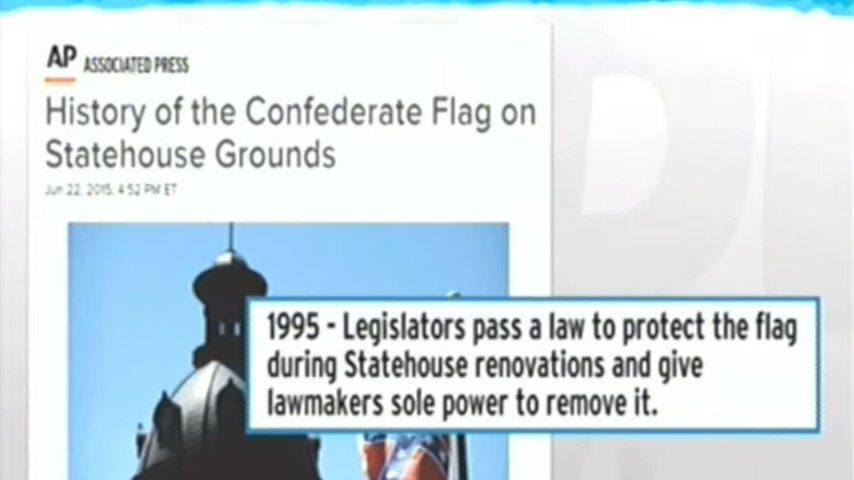 AP ASSOCIATED PRESS
History of the Confederate Flag on
Statehouse Grounds
Jun 22, 2015, 4:52 PM ET
1995 - Legislators pass a law to protect the flag
during Statehouse renovations and give
lawmakers sole power to remove it.